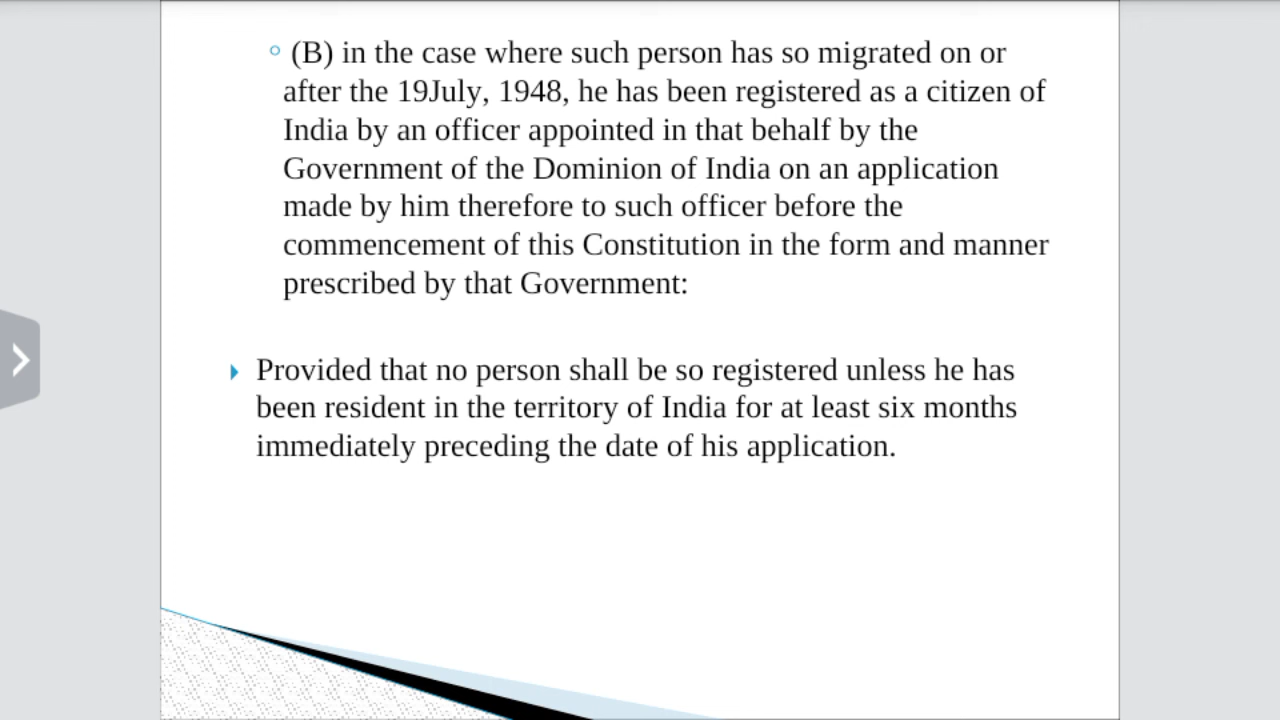 (B) in the case where such person has so migrated on or
after the 19July, 1948, he has been registered as a citizen of
India by an officer appointed in that behalf by the
Government of the Dominion of India on an application
made by him therefore to such officer before the
commencement of this Constitution in the form and manner
prescribed by that Government:
Provided that no person shall be so registered unless he has
been resident in the territory of India for at least six months
immediately preceding the date of his application.